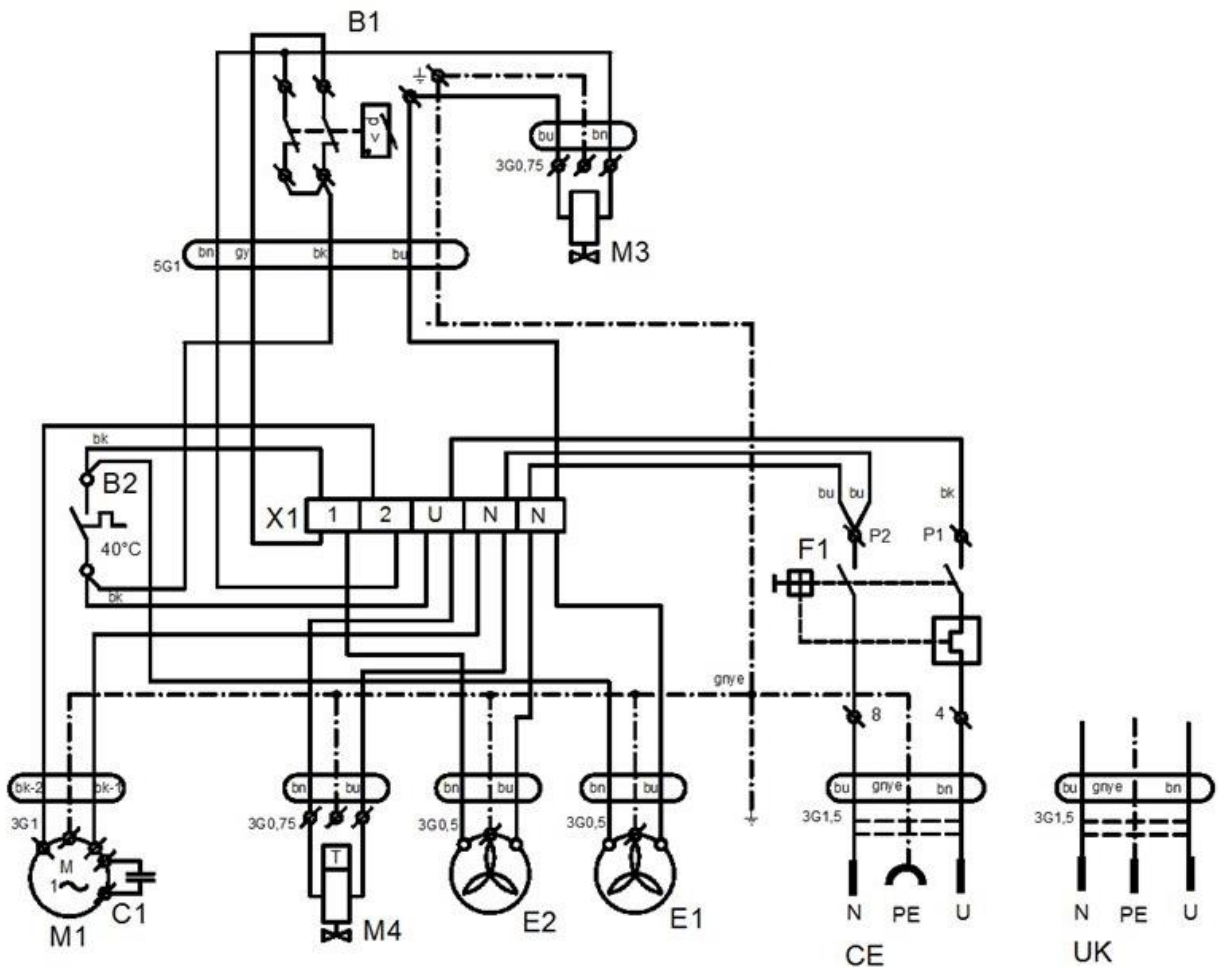 B1
P >
bu bn
3G0,75
M3
bn gy bk bu
5G1
bk
B2
X1 1 2 U N N
40°C
bk
bu bu bk
P2 P1
F1
gnye
8 4
bk-2 bk-1
3G1
bn bu
3G0,75
bn bu
3G0,5
bn bu
3G0,5
bu gnye bn
3G1,5
bu gnye bn
3G1,5
M
1
C1
M1
T
M4
E2
E1
N PE U
CE
N PE U
UK